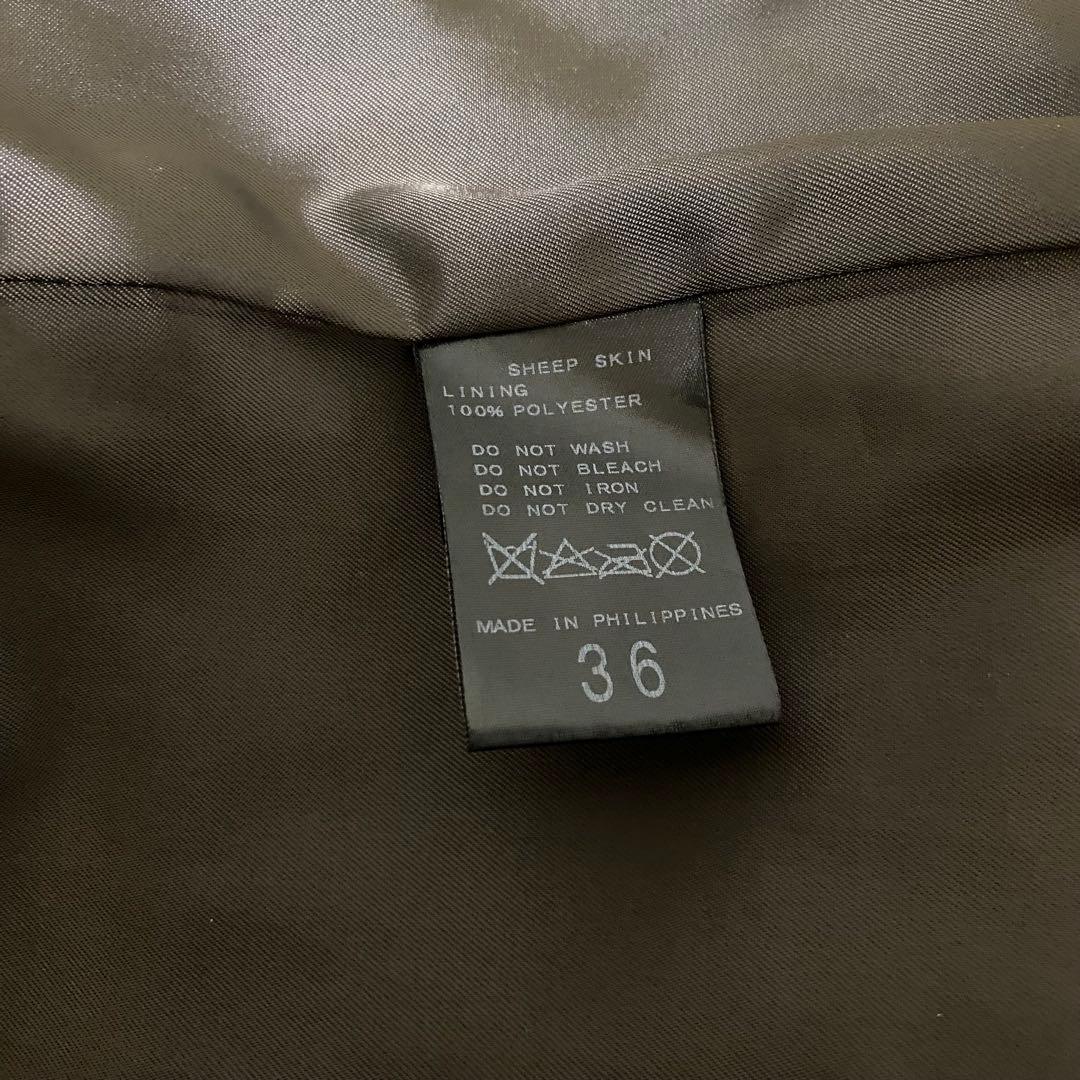 SHEEP SKIN
LINING
100% POLYESTER
DO NOT WASH
DO NOT BLEACH
DO NOT IRON
DO NOT DRY CLEAN
MADE IN PHILIPPINES
36